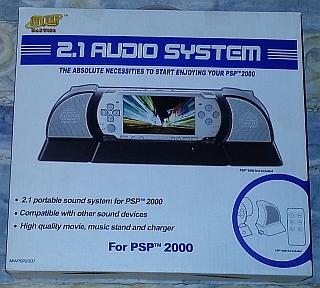 2.1 AUDIO SYSTEM
THE ABSOLUTE NECESSITIES TO START ENJOYING YOUR PSP™2000
PSP™ 2000 Not Included
• 2.1 portable sound system for PSP™ 2000
• Compatible with other sound devices
• High quality movie, music stand and charger
For PSP™ 2000